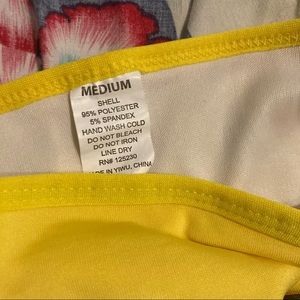 MEDIUM
SHELL
95% POLYESTER
5% SPANDEX
HAND WASH COLD
DO NOT BLEACH
DO NOT IRON
LINE DRY
RN# 125230
MADE IN YIWU, CHINA